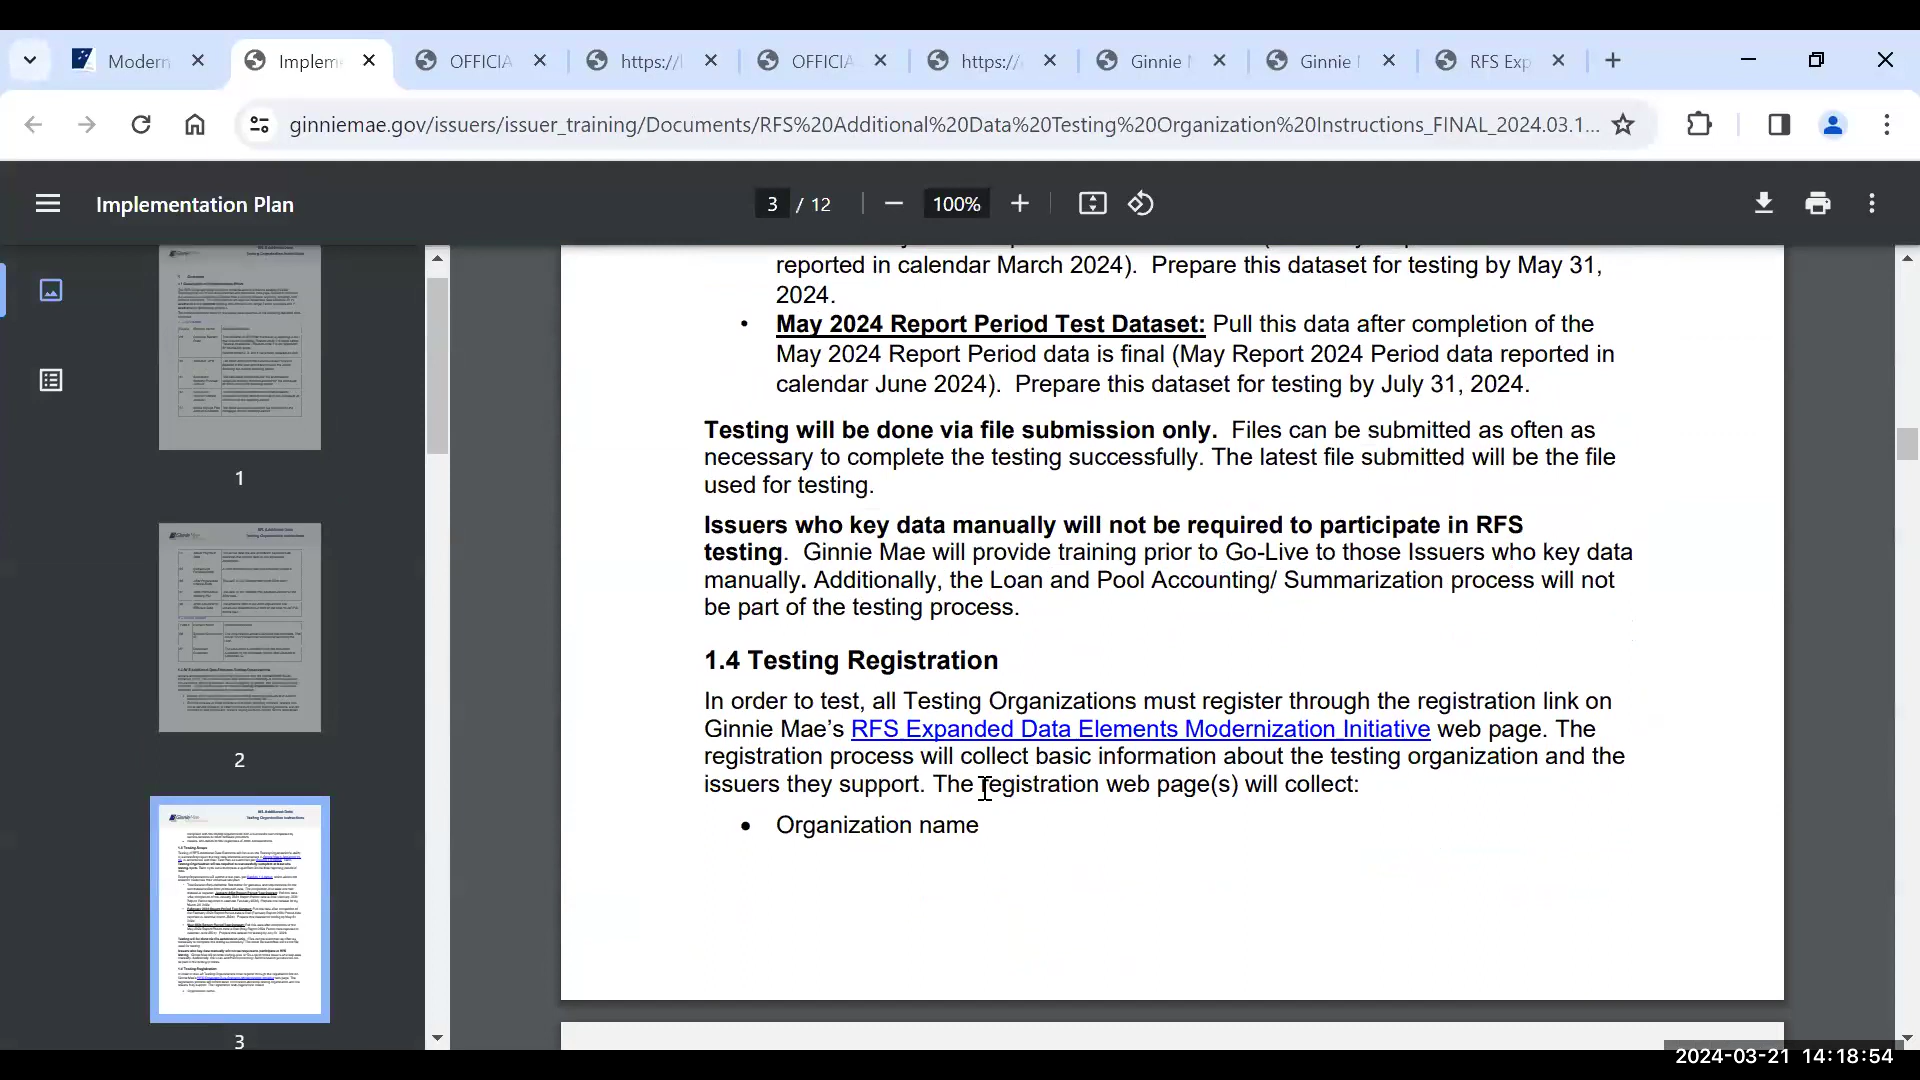 Modern
Implem
OFFICIA
https://
OFFICIA
https://
Ginnie
Ginnie
RFS Exp
ginniemae.gov/issuers/issuer_training/Documents/RFS%20Additional%20Data%20Testing%20Organization%20Instructions_FINAL_2024.03.1...
Implementation Plan
3 / 12
100%
1
2
3
reported in calendar March 2024). Prepare this dataset for testing by May 31,
2024.
• May 2024 Report Period Test Dataset: Pull this data after completion of the
May 2024 Report Period data is final (May Report 2024 Period data reported in
calendar June 2024). Prepare this dataset for testing by July 31, 2024.
Testing will be done via file submission only. Files can be submitted as often as
necessary to complete the testing successfully. The latest file submitted will be the file
used for testing.
Issuers who key data manually will not be required to participate in RFS
testing. Ginnie Mae will provide training prior to Go-Live to those Issuers who key data
manually. Additionally, the Loan and Pool Accounting/ Summarization process will not
be part of the testing process.
1.4 Testing Registration
In order to test, all Testing Organizations must register through the registration link on
Ginnie Mae’s RFS Expanded Data Elements Modernization Initiative web page. The
registration process will collect basic information about the testing organization and the
issuers they support. The registration web page(s) will collect:
• Organization name
2024-03-21 14:18:54